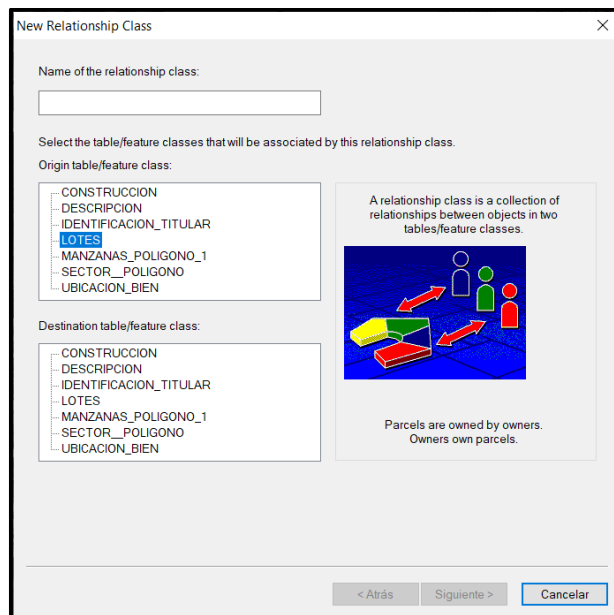 New Relationship Class
Name of the relationship class:
Select the table/feature classes that will be associated by this relationship class.
Origin table/feature class:
CONSTRUCCION
DESCRIPCION
IDENTIFICACION_TITULAR
LOTES
MANZANAS_POLIGONO_1
SECTOR__POLIGONO
UBICACION_BIEN
Destination table/feature class:
CONSTRUCCION
DESCRIPCION
IDENTIFICACION_TITULAR
LOTES
MANZANAS_POLIGONO_1
SECTOR__POLIGONO
UBICACION_BIEN
A relationship class is a collection of
relationships between objects in two
tables/feature classes.
Parcels are owned by owners.
Owners own parcels.
< Atrás
Siguiente >
Cancelar